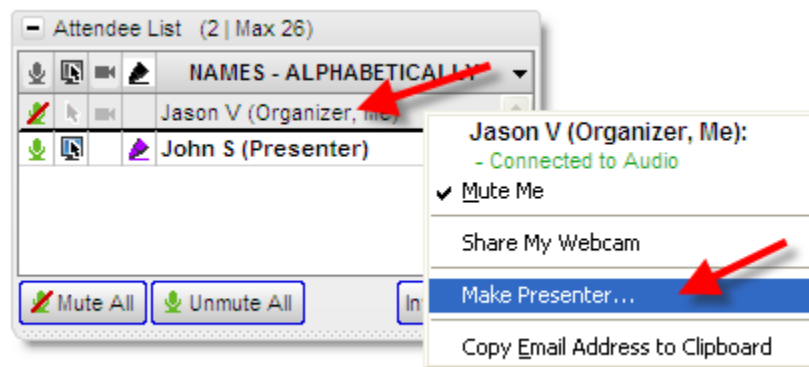 Attendee List (2 | Max 26)
NAMES - ALPHABETICALLY
Jason V (Organizer, Me)
John S (Presenter)
Mute All
Unmute All
Jason V (Organizer, Me):
- Connected to Audio
Mute Me
Share My Webcam
Make Presenter...
Copy Email Address to Clipboard